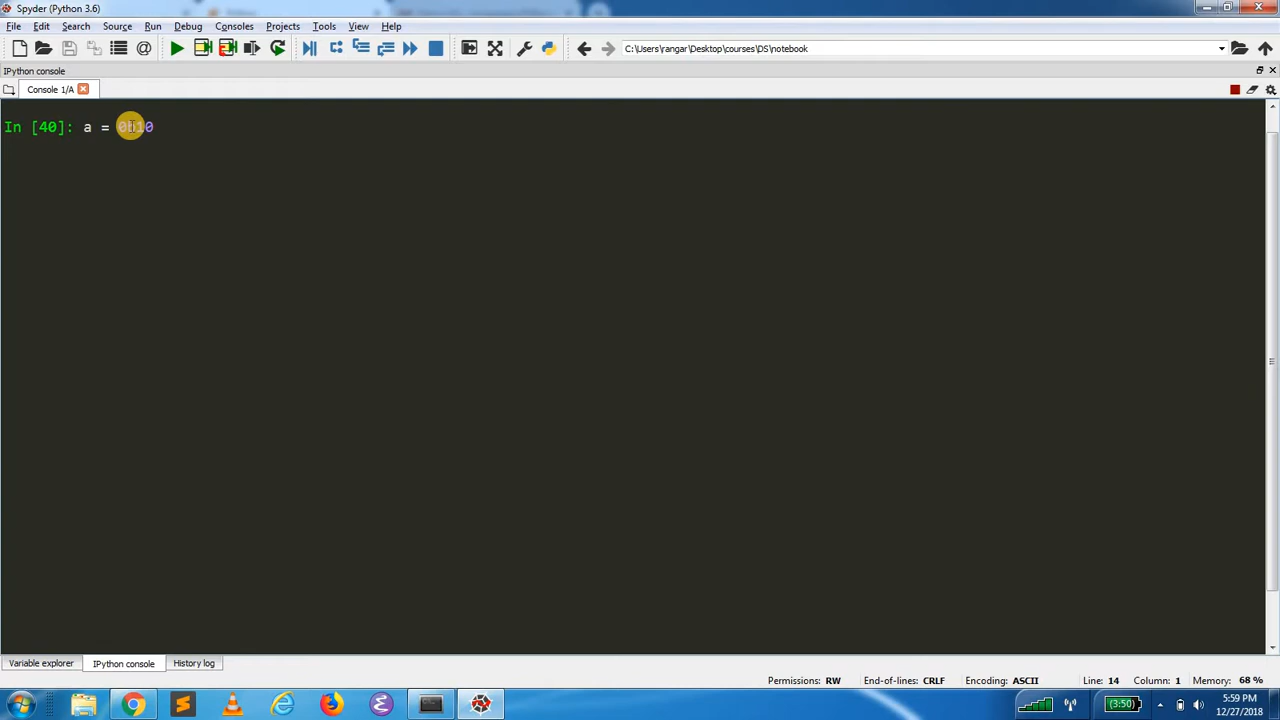 Spyder (Python 3.6)
File Edit Search Source Run Debug Consoles Projects Tools View Help
C:\Users\rangar\Desktop\courses\DS\notebook
IPython console
Console 1/A
In [40]: a =
Variable explorer IPython console History log
Permissions: RW End-of-lines: CRLF Encoding: ASCII Line: 14 Column: 1 Memory: 68 %
(3:50) 5:59 PM
12/27/2018